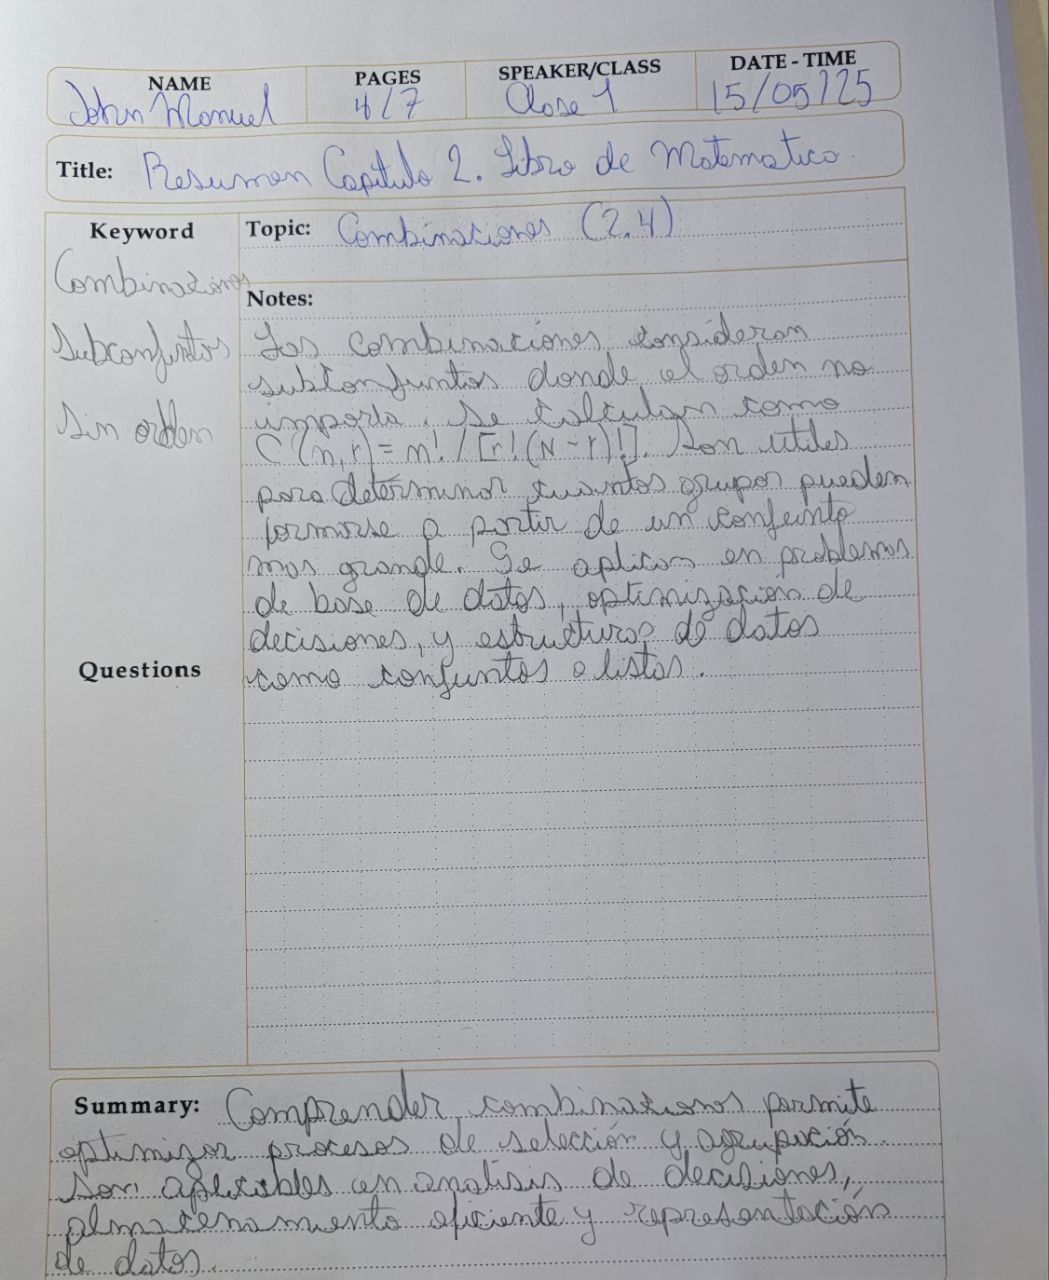 NAME PAGES SPEAKER/CLASS DATE - TIME
John Manuel 4/7 Clase 1 15/05/25
Title: Resumen Capitulo 2. Libro de Matematica
Keyword
Combinaciones
Subconjuntos
Sin orden
Questions
Topic: Combinaciones (2.4)
Notes:
Las combinaciones consideran
subconjuntos donde el orden no
importa. Se calculan como
C(n,r) = n! / [r!(N-r)!]. Son utiles
para determinar cuantos grupos pueden
formarse a partir de un conjunto
mas grande. Se aplican en problemas
de base de datos, optimización de
decisiones, y estructuras de datos
como conjuntos o listas.
Summary: Comprender combinaciones permite
optimizar procesos de selección y agrupación
Son aplicables en analisis de decisiones,
almacenamiento eficiente y representación
de datos.